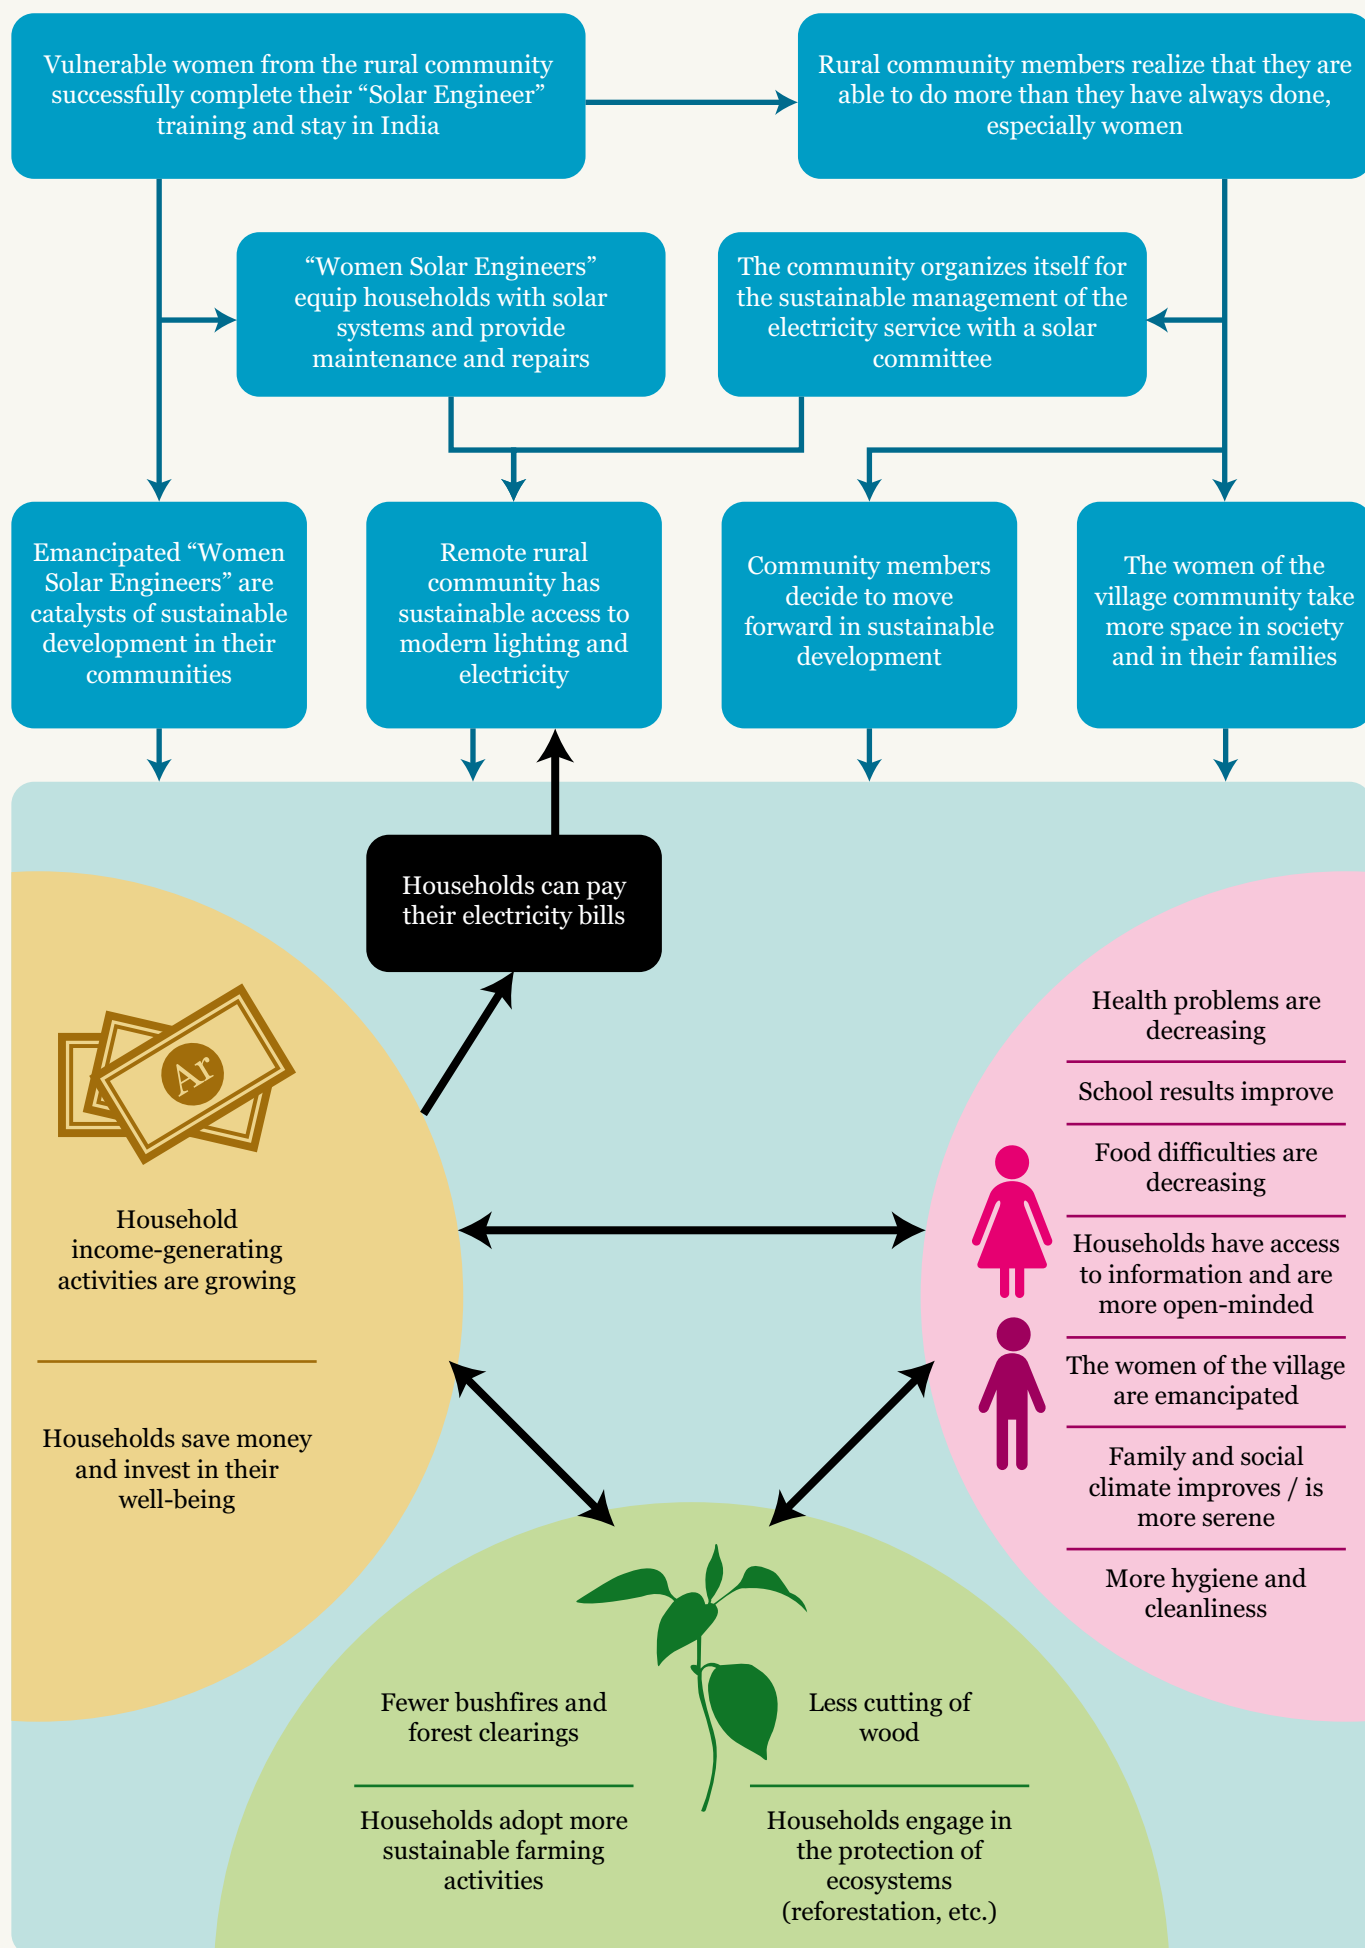 Vulnerable women from the rural community
successfully complete their “Solar Engineer”
training and stay in India
Rural community members realize that they are
able to do more than they have always done,
especially women
“Women Solar Engineers”
equip households with solar
systems and provide
maintenance and repairs
The community organizes itself for
the sustainable management of the
electricity service with a solar
committee
Emancipated “Women
Solar Engineers” are
catalysts of sustainable
development in their
communities
Remote rural
community has
sustainable access to
modern lighting and
electricity
Community members
decide to move
forward in sustainable
development
The women of the
village community take
more space in society
and in their families
Households can pay
their electricity bills
Ar
Household
income-generating
activities are growing
Households save money
and invest in their
well-being
Health problems are
decreasing
School results improve
Food difficulties are
decreasing
Households have access
to information and are
more open-minded
The women of the village
are emancipated
Family and social
climate improves / is
more serene
More hygiene and
cleanliness
Fewer bushfires and
forest clearings
Households adopt more
sustainable farming
activities
Less cutting of
wood
Households engage in
the protection of
ecosystems
(reforestation, etc.)